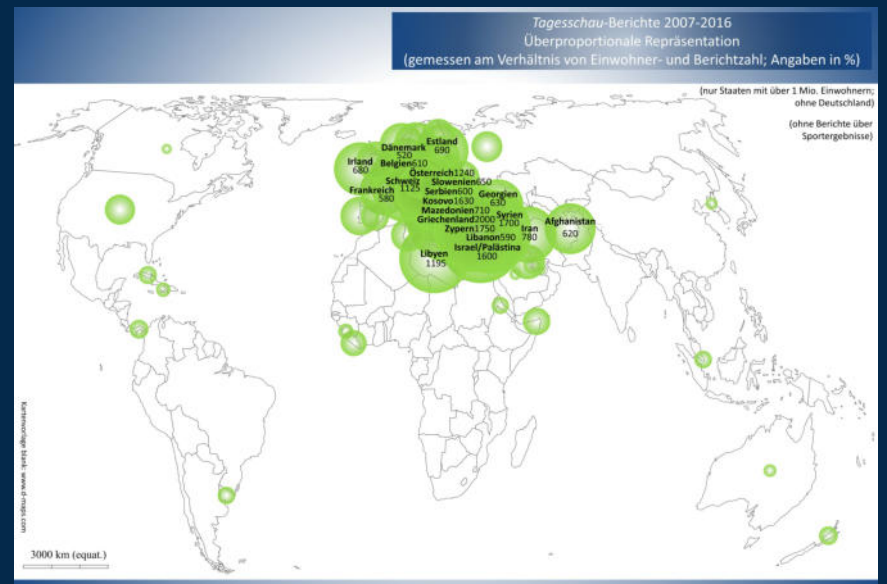 Tagesschau-Berichte 2007-2016
Überproportionale Repräsentation
(gemessen am Verhältnis von Einwohner- und Berichtzahl; Angaben in %)
(nur Staaten mit über 1 Mio. Einwohnern;
ohne Deutschland)
(ohne Berichte über
Sportergebnisse)
Estland
690
Dänemark
520
Irland
680
Belgien610
Österreich1240
Schweiz
1125
Slowenien650
Frankreich
580
Serbien600
Georgien
630
Kosovo1630
Mazedonien710
Syrien
1700
Griechenland2000
Afghanistan
620
Zypern1750
Iran
780
Libanon590
Israel/Palästina
1600
Libyen
1195
Kartenvorlage blank: www.d-maps.com
3000 km (equat.)